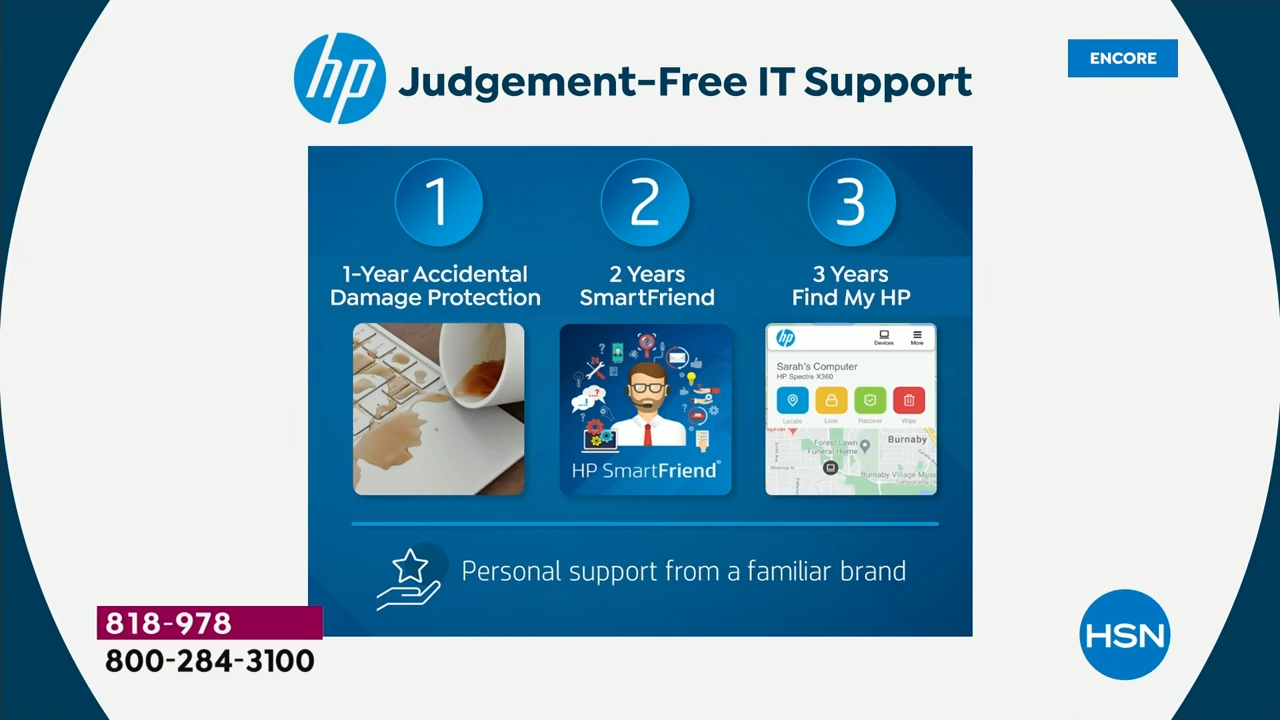 hp
Judgement-Free IT Support
ENCORE
1
2
3
1-Year Accidental
Damage Protection
2 Years
SmartFriend
3 Years
Find My HP
HP SmartFriend®
hp
Devices
More
Sarah's Computer
HP Spectre X360
Locate
Lock
Recover
Wipe
Forest Lawn
Funeral Home
Burnaby
Burnaby Village Muse
Personal support from a familiar brand
818-978
800-284-3100
HSN